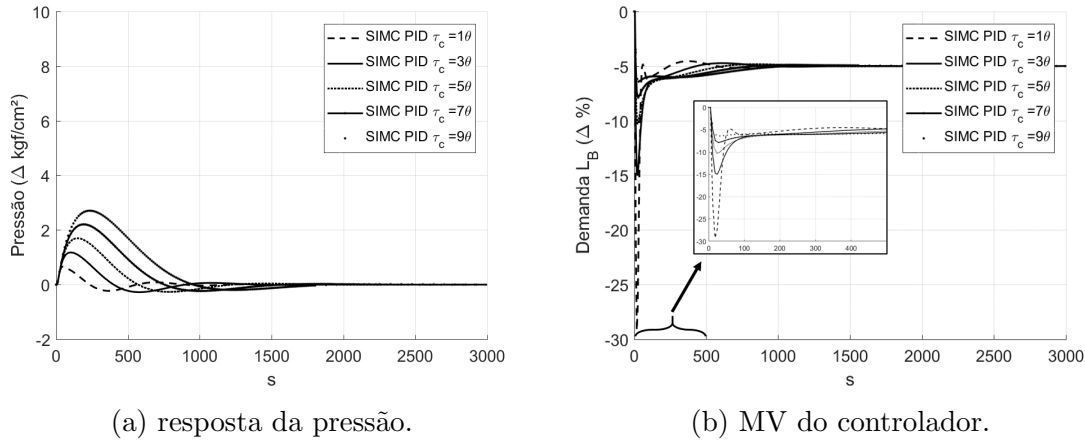 10
8
6
4
2
0
-2
Pressão (Δ kgf/cm²)
SIMC PID τc =1θ
SIMC PID τc =3θ
SIMC PID τc =5θ
SIMC PID τc =7θ
SIMC PID τc =9θ
0 500 1000 1500 2000 2500 3000
s
(a) resposta da pressão.
0
-5
-10
-15
-20
-25
-30
Demanda LB (Δ %)
SIMC PID τc =1θ
SIMC PID τc =3θ
SIMC PID τc =5θ
SIMC PID τc =7θ
SIMC PID τc =9θ
0
-5
-10
-15
-20
-25
-30
0 100 200 300 400
0 500 1000 1500 2000 2500 3000
s
(b) MV do controlador.